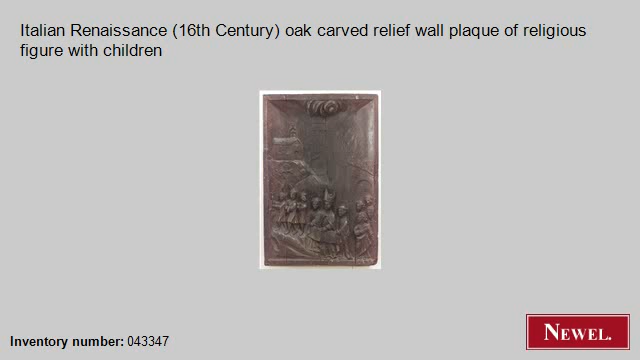 Italian Renaissance (16th Century) oak carved relief wall plaque of religious
figure with children
Inventory number: 043347
NEWEL.